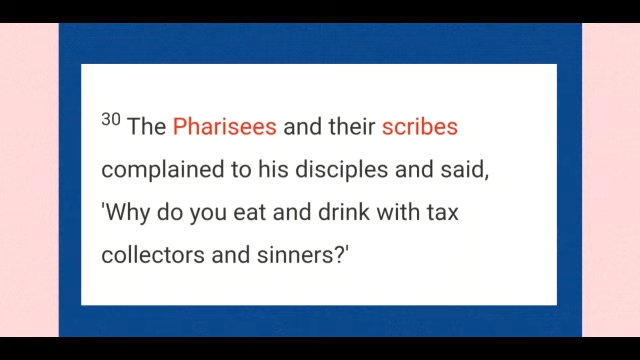 30 The Pharisees and their scribes
complained to his disciples and said,
'Why do you eat and drink with tax
collectors and sinners?'